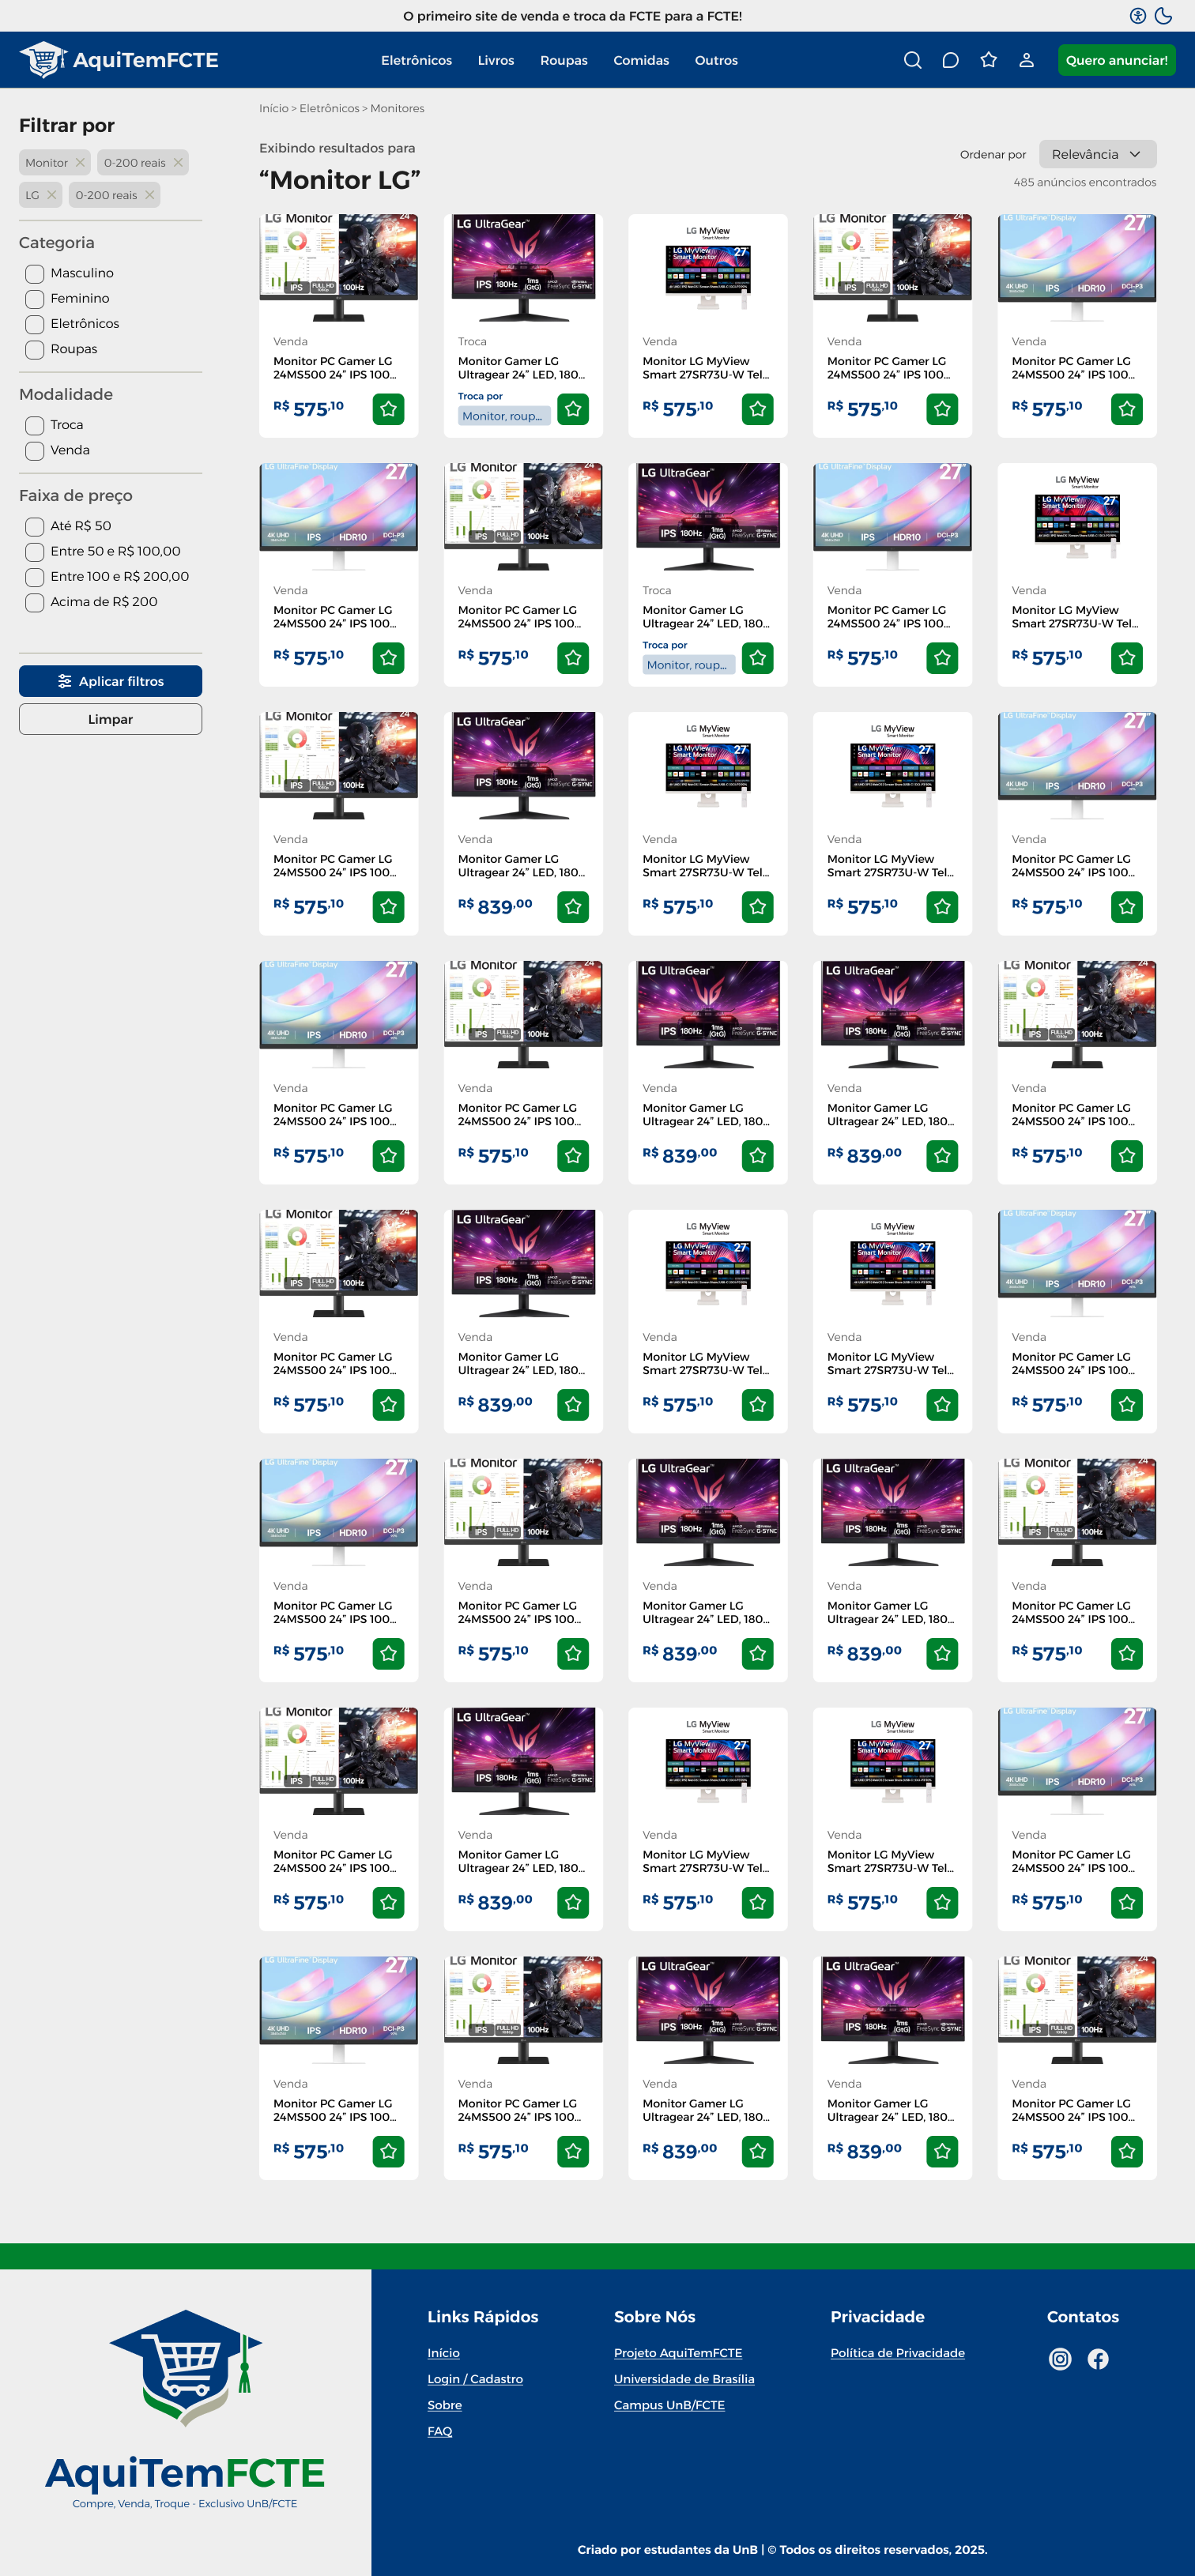 O primeiro site de venda e troca da FCTE para a FCTE!
AquiTemFCTE
Eletrônicos
Livros
Roupas
Comidas
Outros
Quero anunciar!
Início > Eletrônicos > Monitores
Filtrar por
Monitor
0-200 reais
LG
0-200 reais
Categoria
Masculino
Feminino
Eletrônicos
Roupas
Modalidade
Troca
Venda
Faixa de preço
Até R$ 50
Entre 50 e R$ 100,00
Entre 100 e R$ 200,00
Acima de R$ 200
Aplicar filtros
Limpar
Exibindo resultados para
“Monitor LG”
Ordenar por
Relevância
485 anúncios encontrados
Venda
Monitor PC Gamer LG
24MS500 24” IPS 100...
R$ 575,10
Troca
Monitor Gamer LG
Ultragear 24” LED, 180...
Troca por
Monitor, roup...
Venda
Monitor LG MyView
Smart 27SR73U-W Tel...
R$ 575,10
Venda
Monitor PC Gamer LG
24MS500 24” IPS 100...
R$ 575,10
Venda
Monitor PC Gamer LG
24MS500 24” IPS 100...
R$ 575,10
Venda
Monitor PC Gamer LG
24MS500 24” IPS 100...
R$ 575,10
Venda
Monitor PC Gamer LG
24MS500 24” IPS 100...
R$ 575,10
Troca
Monitor Gamer LG
Ultragear 24” LED, 180...
Troca por
Monitor, roup...
Venda
Monitor PC Gamer LG
24MS500 24” IPS 100...
R$ 575,10
Venda
Monitor LG MyView
Smart 27SR73U-W Tel...
R$ 575,10
Venda
Monitor PC Gamer LG
24MS500 24” IPS 100...
R$ 575,10
Venda
Monitor Gamer LG
Ultragear 24” LED, 180...
R$ 839,00
Venda
Monitor LG MyView
Smart 27SR73U-W Tel...
R$ 575,10
Venda
Monitor LG MyView
Smart 27SR73U-W Tel...
R$ 575,10
Venda
Monitor PC Gamer LG
24MS500 24” IPS 100...
R$ 575,10
Venda
Monitor PC Gamer LG
24MS500 24” IPS 100...
R$ 575,10
Venda
Monitor PC Gamer LG
24MS500 24” IPS 100...
R$ 575,10
Venda
Monitor Gamer LG
Ultragear 24” LED, 180...
R$ 839,00
Venda
Monitor Gamer LG
Ultragear 24” LED, 180...
R$ 839,00
Venda
Monitor PC Gamer LG
24MS500 24” IPS 100...
R$ 575,10
Venda
Monitor PC Gamer LG
24MS500 24” IPS 100...
R$ 575,10
Venda
Monitor Gamer LG
Ultragear 24” LED, 180...
R$ 839,00
Venda
Monitor LG MyView
Smart 27SR73U-W Tel...
R$ 575,10
Venda
Monitor LG MyView
Smart 27SR73U-W Tel...
R$ 575,10
Venda
Monitor PC Gamer LG
24MS500 24” IPS 100...
R$ 575,10
Venda
Monitor PC Gamer LG
24MS500 24” IPS 100...
R$ 575,10
Venda
Monitor PC Gamer LG
24MS500 24” IPS 100...
R$ 575,10
Venda
Monitor Gamer LG
Ultragear 24” LED, 180...
R$ 839,00
Venda
Monitor Gamer LG
Ultragear 24” LED, 180...
R$ 839,00
Venda
Monitor PC Gamer LG
24MS500 24” IPS 100...
R$ 575,10
Venda
Monitor PC Gamer LG
24MS500 24” IPS 100...
R$ 575,10
Venda
Monitor Gamer LG
Ultragear 24” LED, 180...
R$ 839,00
Venda
Monitor LG MyView
Smart 27SR73U-W Tel...
R$ 575,10
Venda
Monitor LG MyView
Smart 27SR73U-W Tel...
R$ 575,10
Venda
Monitor PC Gamer LG
24MS500 24” IPS 100...
R$ 575,10
Venda
Monitor PC Gamer LG
24MS500 24” IPS 100...
R$ 575,10
Venda
Monitor PC Gamer LG
24MS500 24” IPS 100...
R$ 575,10
Venda
Monitor Gamer LG
Ultragear 24” LED, 180...
R$ 839,00
Venda
Monitor Gamer LG
Ultragear 24” LED, 180...
R$ 839,00
Venda
Monitor PC Gamer LG
24MS500 24” IPS 100...
R$ 575,10
AquiTemFCTE
Compre, Venda, Troque - Exclusivo UnB/FCTE
Links Rápidos
Início
Login / Cadastro
Sobre
FAQ
Sobre Nós
Projeto AquiTemFCTE
Universidade de Brasília
Campus UnB/FCTE
Privacidade
Política de Privacidade
Contatos
Criado por estudantes da UnB | © Todos os direitos reservados, 2025.